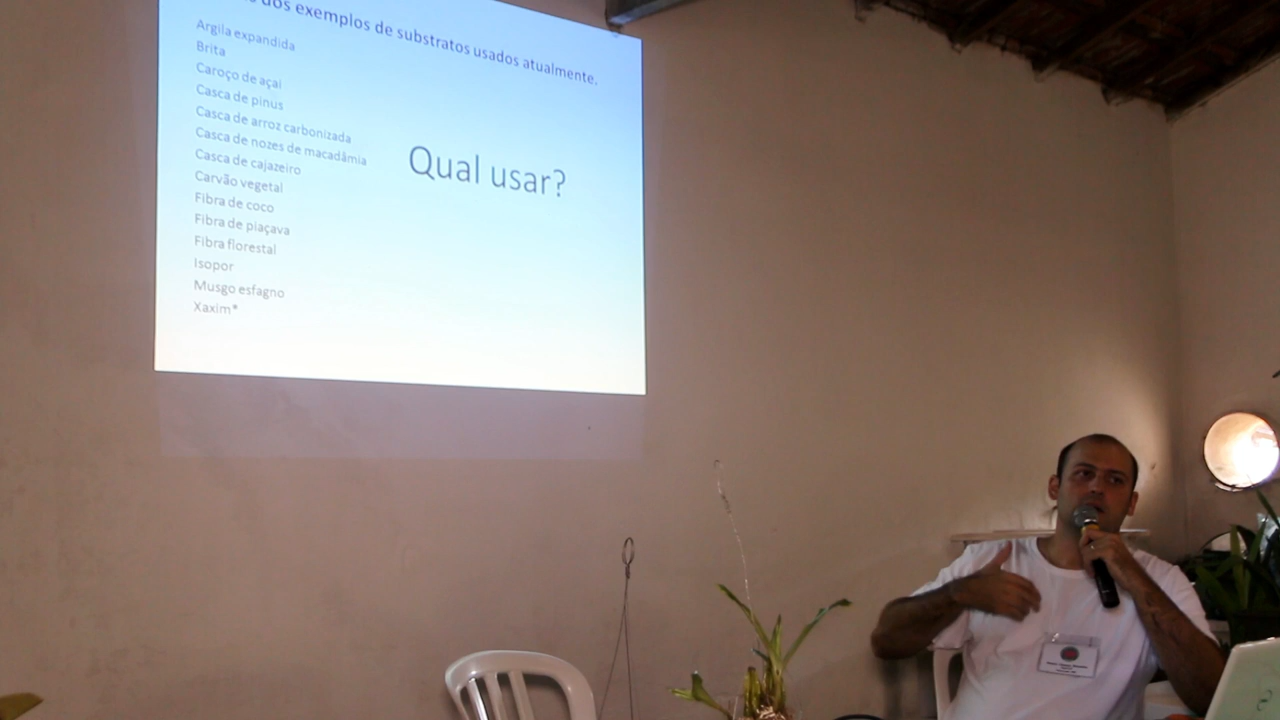 dos exemplos de substratos usados atualmente.
Argila expandida
Brita
Caroço de açai
Casca de pinus
Casca de arroz carbonizada
Casca de nozes de macadâmia
Casca de cajazeiro
Carvão vegetal
Fibra de coco
Fibra de piaçava
Fibra florestal
Isopor
Musgo esfagno
Xaxim*
Qual usar?